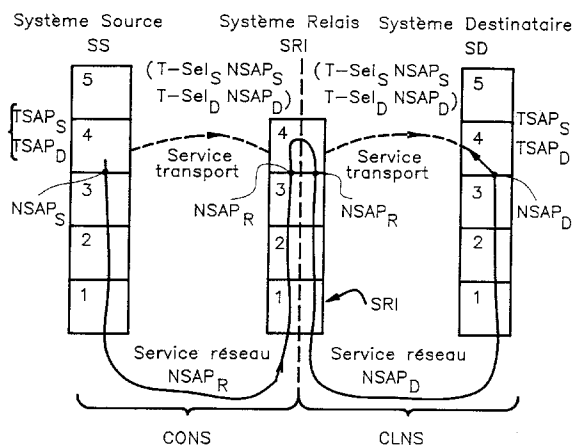 Système Source
SS
Système Relais
SRI
Système Destinataire
SD
(T-Sel_S NSAP_S
T-Sel_D NSAP_D)
(T-Sel_S NSAP_S
T-Sel_D NSAP_D)
5
4
3
2
1
TSAP_S
TSAP_D
NSAP_S
Service
transport
4
3
2
1
NSAP_R
NSAP_R
SRI
Service
transport
5
4
3
2
1
TSAP_S
TSAP_D
NSAP_D
Service réseau
NSAP_R
Service réseau
NSAP_D
CONS
CLNS